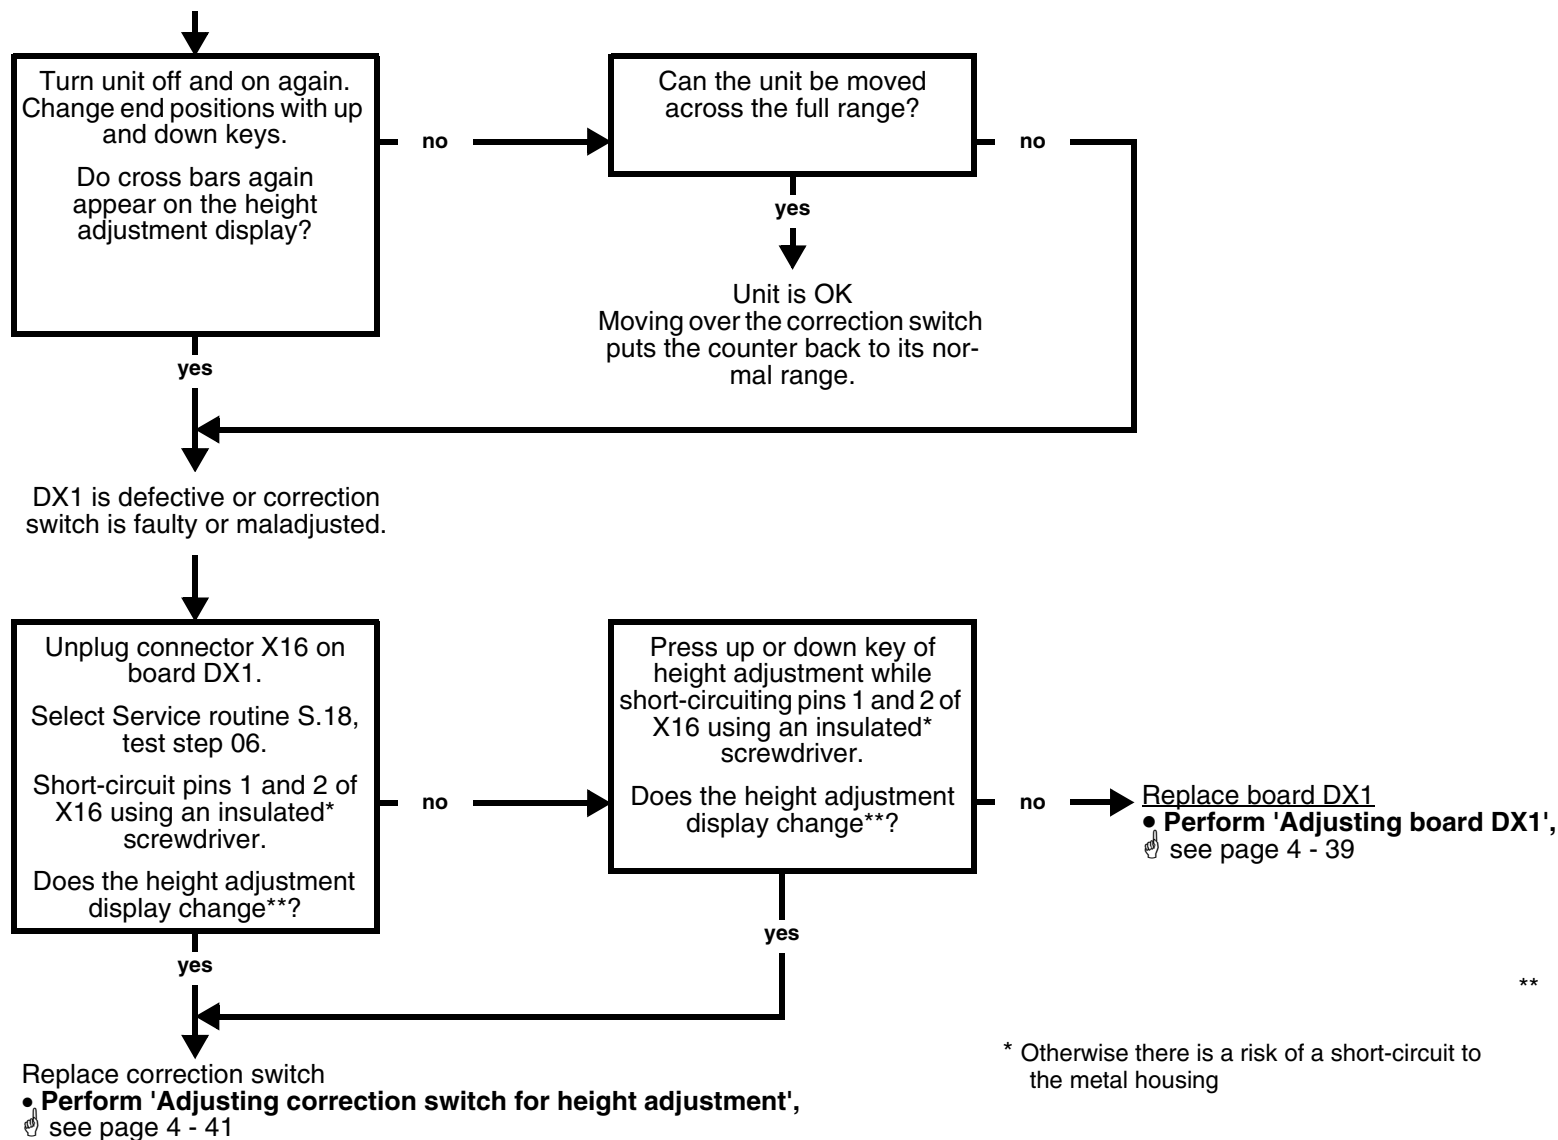 Turn unit off and on again.
Change end positions with up
and down keys.
Do cross bars again
appear on the height
adjustment display?
no
Can the unit be moved
across the full range?
no
yes
Unit is OK
Moving over the correction switch
puts the counter back to its nor-
mal range.
yes
DX1 is defective or correction
switch is faulty or maladjusted.
Unplug connector X16 on
board DX1.
Select Service routine S.18,
test step 06.
Short-circuit pins 1 and 2 of
X16 using an insulated*
screwdriver.
Does the height adjustment
display change**?
no
Press up or down key of
height adjustment while
short-circuiting pins 1 and 2 of
X16 using an insulated*
screwdriver.
Does the height adjustment
display change**?
no
Replace board DX1
• Perform 'Adjusting board DX1',
☝ see page 4 - 39
yes
yes
**
* Otherwise there is a risk of a short-circuit to
the metal housing
Replace correction switch
• Perform 'Adjusting correction switch for height adjustment',
☝ see page 4 - 41